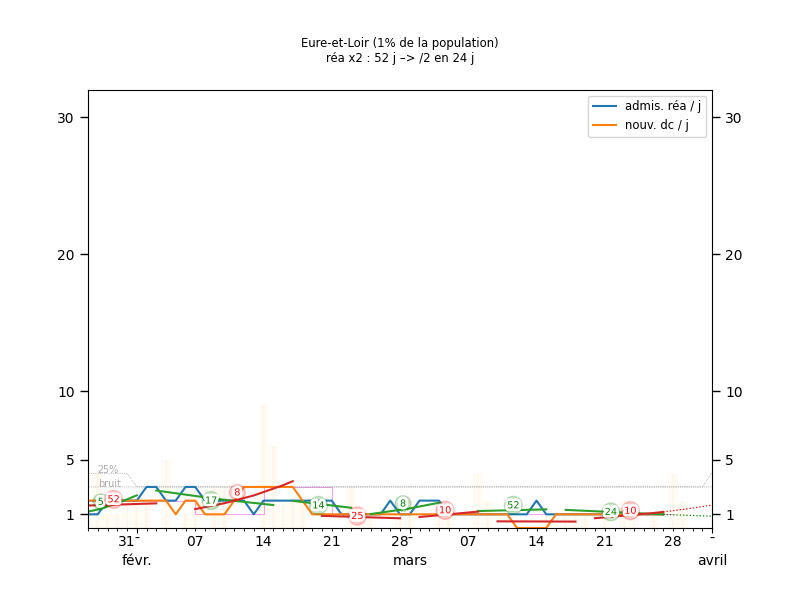 Eure-et-Loir (1% de la population)
réa x2 : 52 j –> /2 en 24 j
admis. réa / j
nouv. dc / j
30 30
20 20
10 10
5 5
1 1
25%
bruit
5 52 17 8 14 25 8 10 52 24 10
31 07 14 21 28 07 14 21 28
févr. mars avril